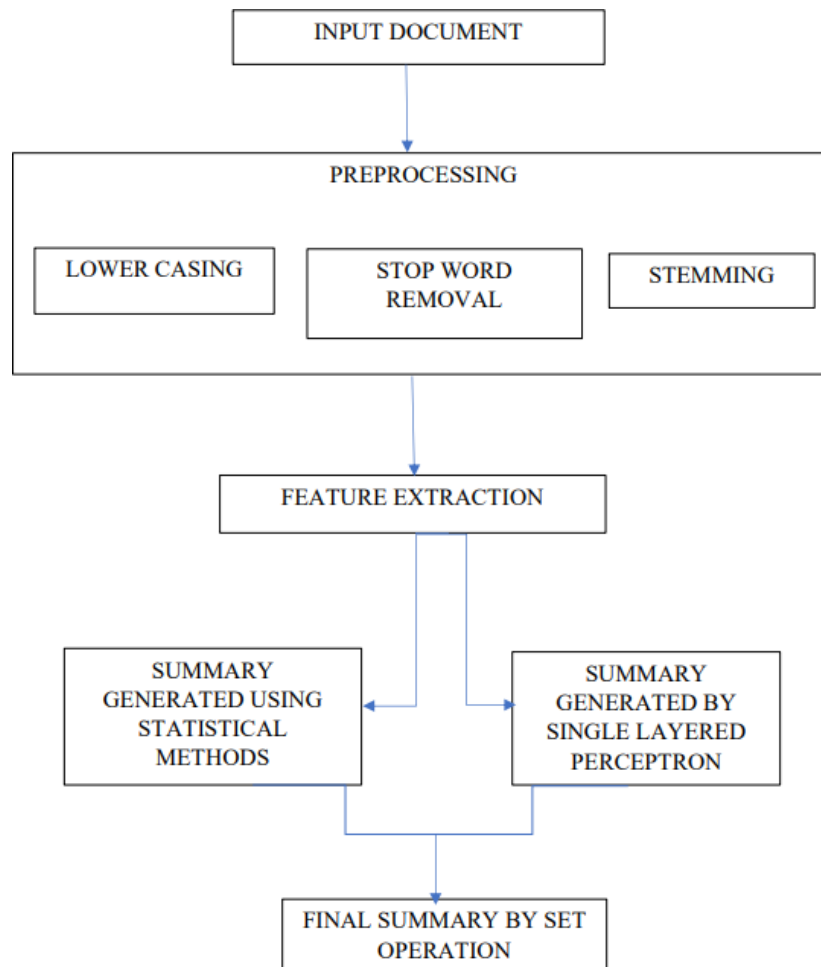 INPUT DOCUMENT
PREPROCESSING
LOWER CASING
STOP WORD
REMOVAL
STEMMING
FEATURE EXTRACTION
SUMMARY
GENERATED USING
STATISTICAL
METHODS
SUMMARY
GENERATED BY
SINGLE LAYERED
PERCEPTRON
FINAL SUMMARY BY SET
OPERATION